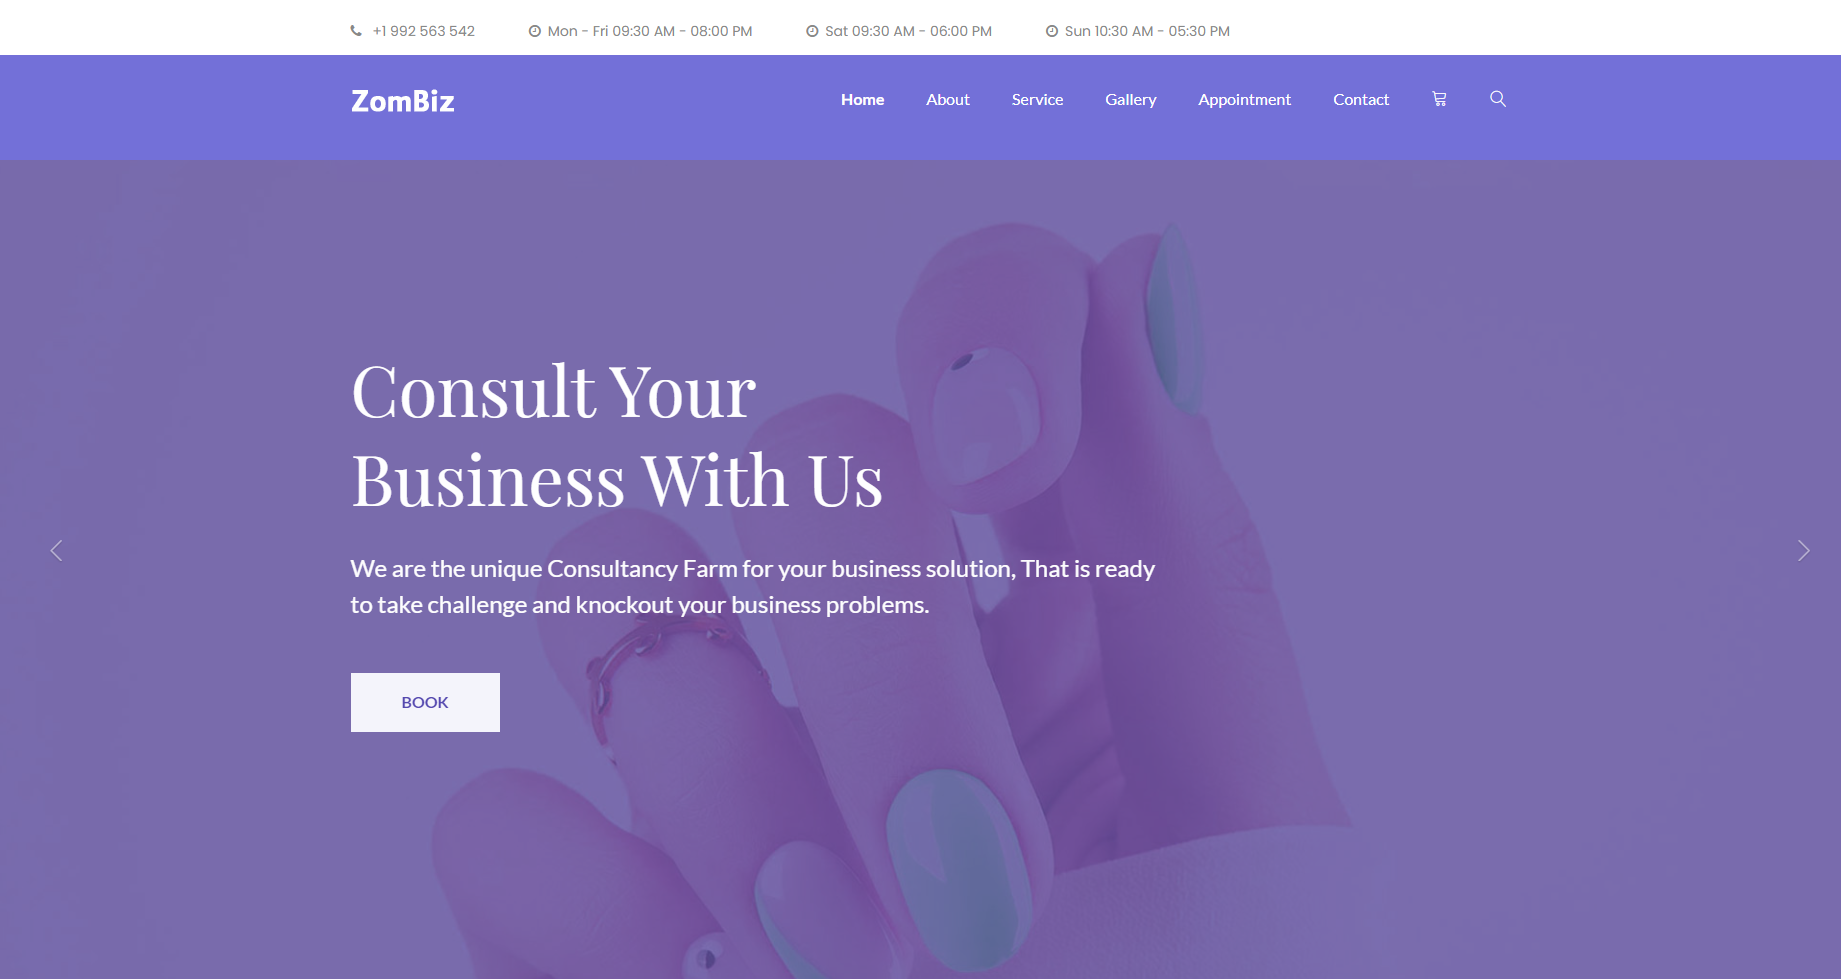 +1 992 563 542 Mon - Fri 09:30 AM - 08:00 PM Sat 09:30 AM - 06:00 PM Sun 10:30 AM - 05:30 PM
ZomBiz Home About Service Gallery Appointment Contact
Consult Your
Business With Us
We are the unique Consultancy Farm for your business solution, That is ready
to take challenge and knockout your business problems.
BOOK